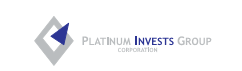 PLATINUM INVESTS GROUP
CORPORATION